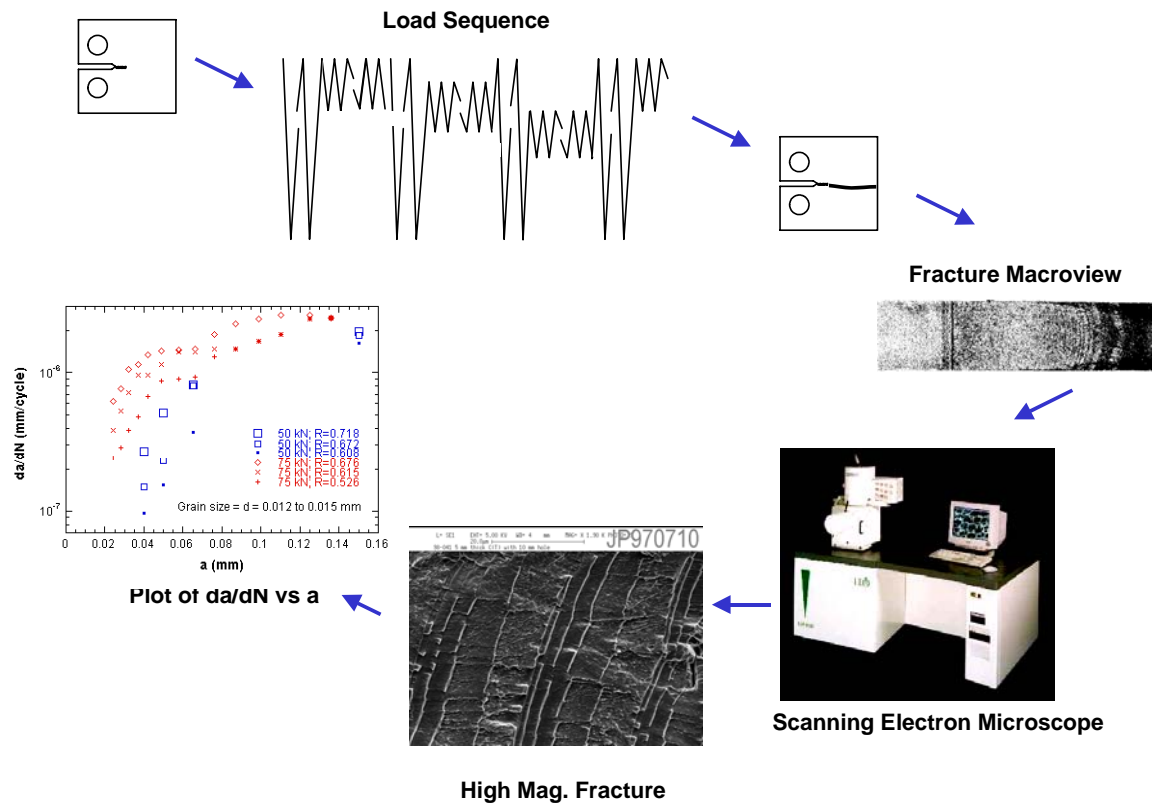 Load Sequence
Fracture Macroview
10⁻⁶
10⁻⁷
da/dN (mm/cycle)
50 kN; R=0.718
50 kN; R=0.672
50 kN; R=0.608
75 kN; R=0.676
75 kN; R=0.615
75 kN; R=0.526
Grain size = d = 0.012 to 0.015 mm
0 0.02 0.04 0.06 0.08 0.1 0.12 0.14 0.16
a (mm)
Plot of da/dN vs a
JP970710
20.0µm
Scanning Electron Microscope
High Mag. Fracture